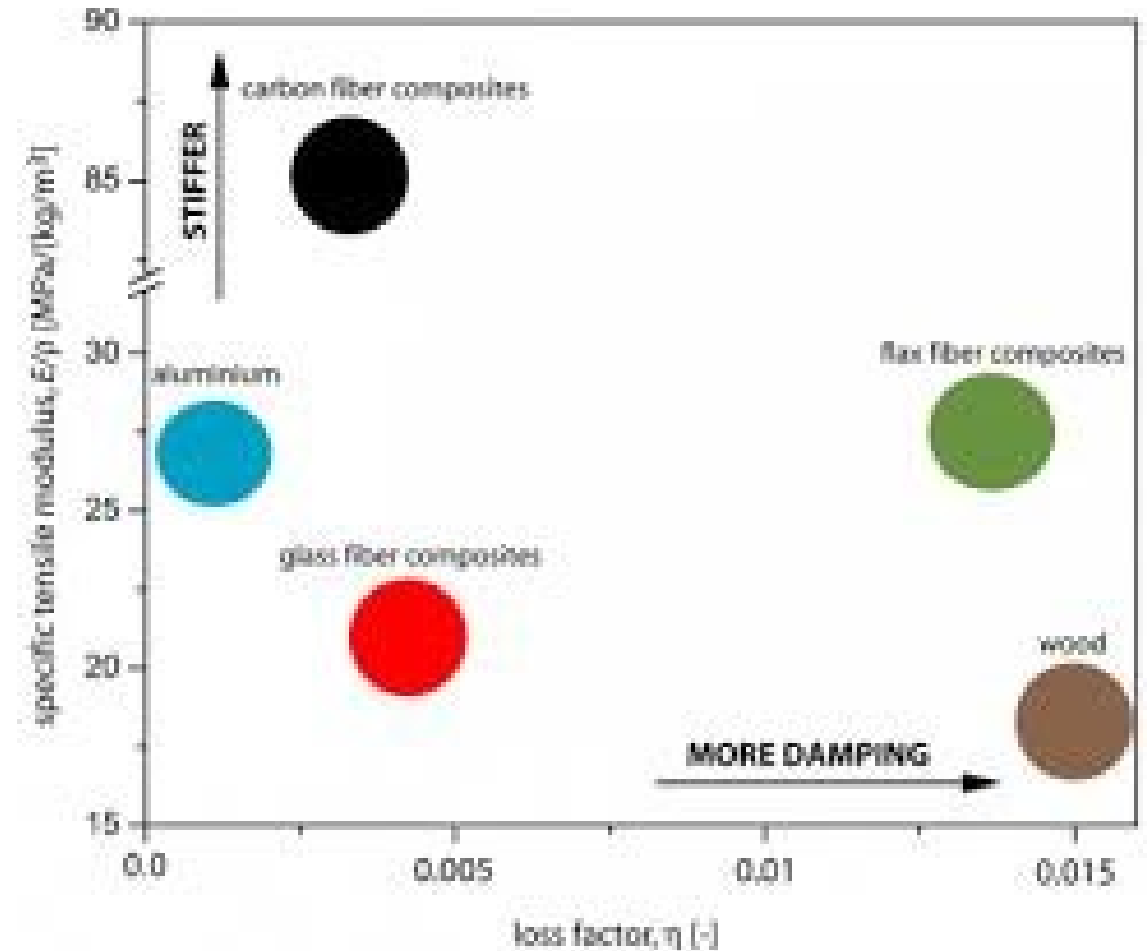 90
carbon fiber composites
STIFFER
85
specific tensile modulus, E/ρ [MPa/(kg/m³]
30
flax fiber composites
aluminium
25
glass fiber composites
20
wood
MORE DAMPING
15
0.0
0.005
0.01
0.015
loss factor, η [-]